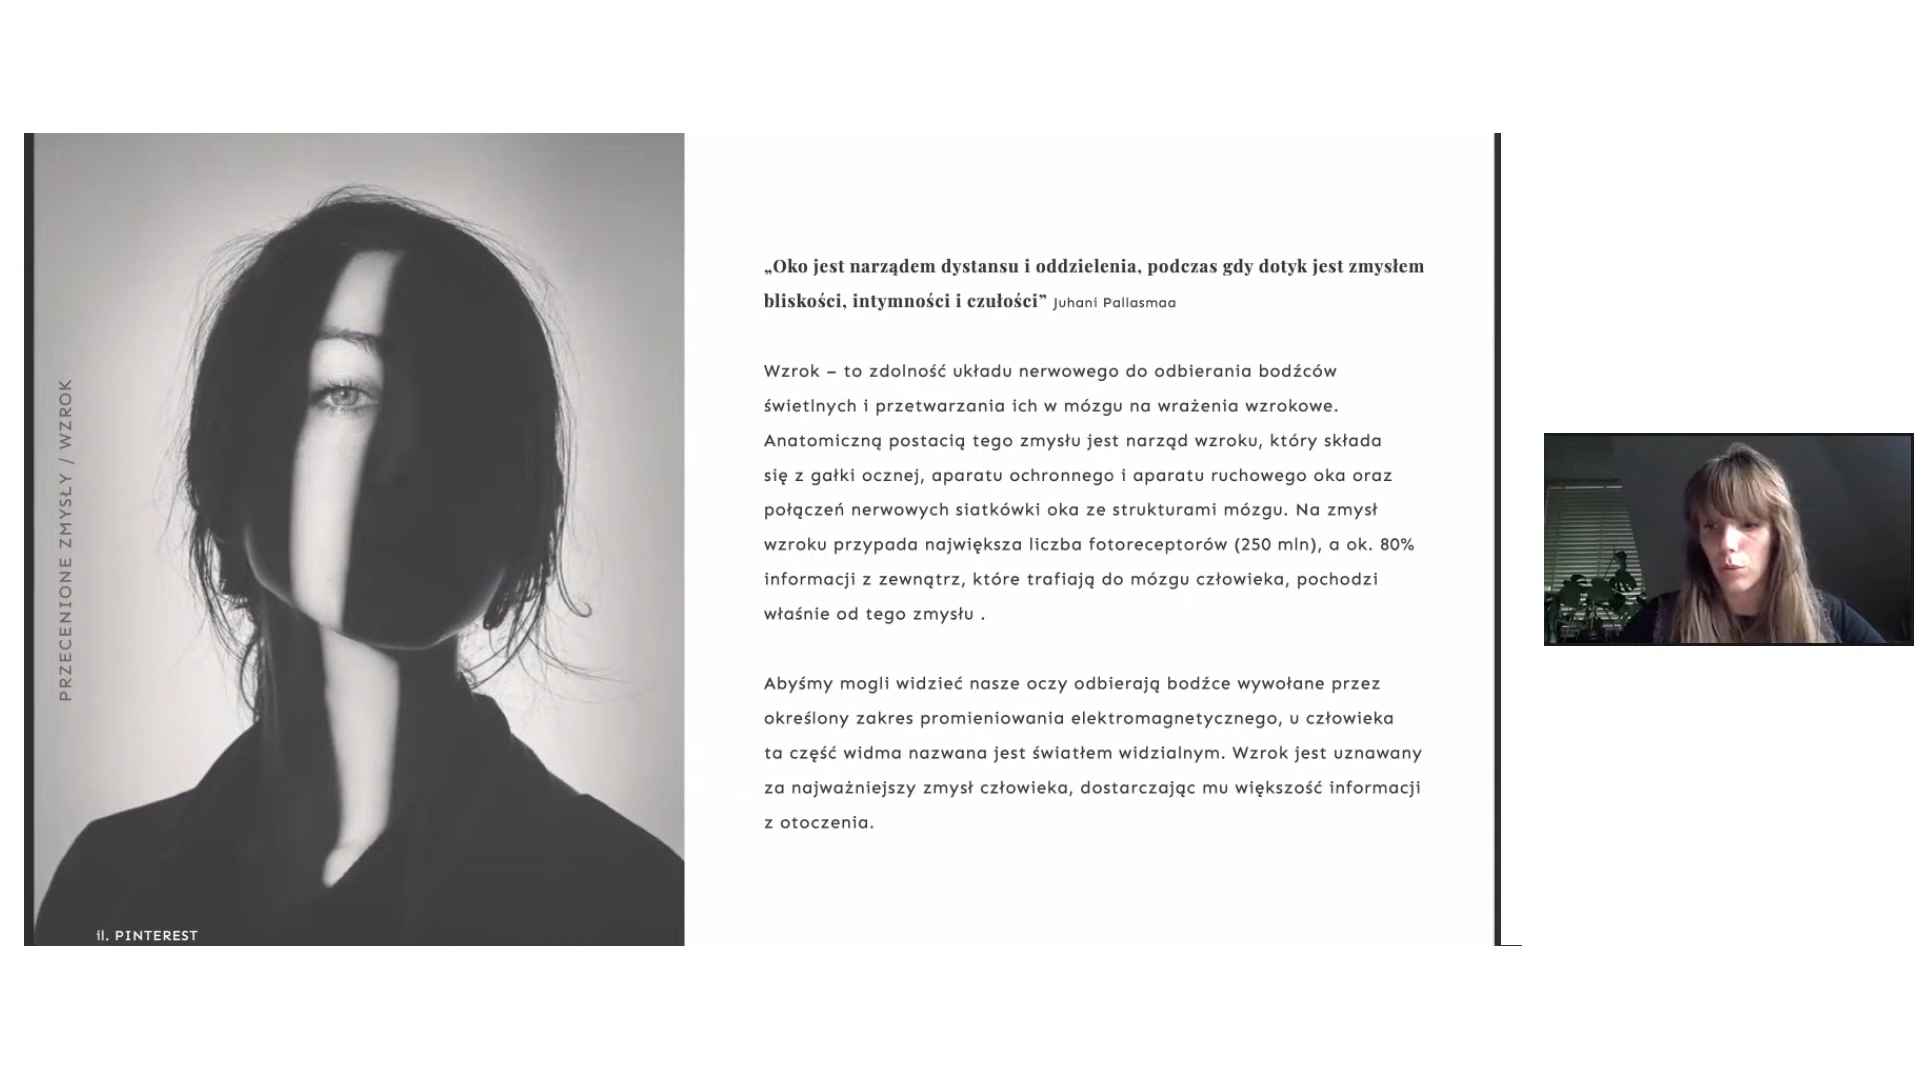 PRZECENIONE ZMYSŁY / WZROK
il. PINTEREST
„Oko jest narządem dystansu i oddzielenia, podczas gdy dotyk jest zmysłem
bliskości, intymności i czułości” Juhani Pallasmaa
Wzrok – to zdolność układu nerwowego do odbierania bodźców
świetlnych i przetwarzania ich w mózgu na wrażenia wzrokowe.
Anatomiczną postacią tego zmysłu jest narząd wzroku, który składa
się z gałki ocznej, aparatu ochronnego i aparatu ruchowego oka oraz
połączeń nerwowych siatkówki oka ze strukturami mózgu. Na zmysł
wzroku przypada największa liczba fotoreceptorów (250 mln), a ok. 80%
informacji z zewnątrz, które trafiają do mózgu człowieka, pochodzi
właśnie od tego zmysłu .
Abyśmy mogli widzieć nasze oczy odbierają bodźce wywołane przez
określony zakres promieniowania elektromagnetycznego, u człowieka
ta część widma nazwana jest światłem widzialnym. Wzrok jest uznawany
za najważniejszy zmysł człowieka, dostarczając mu większość informacji
z otoczenia.